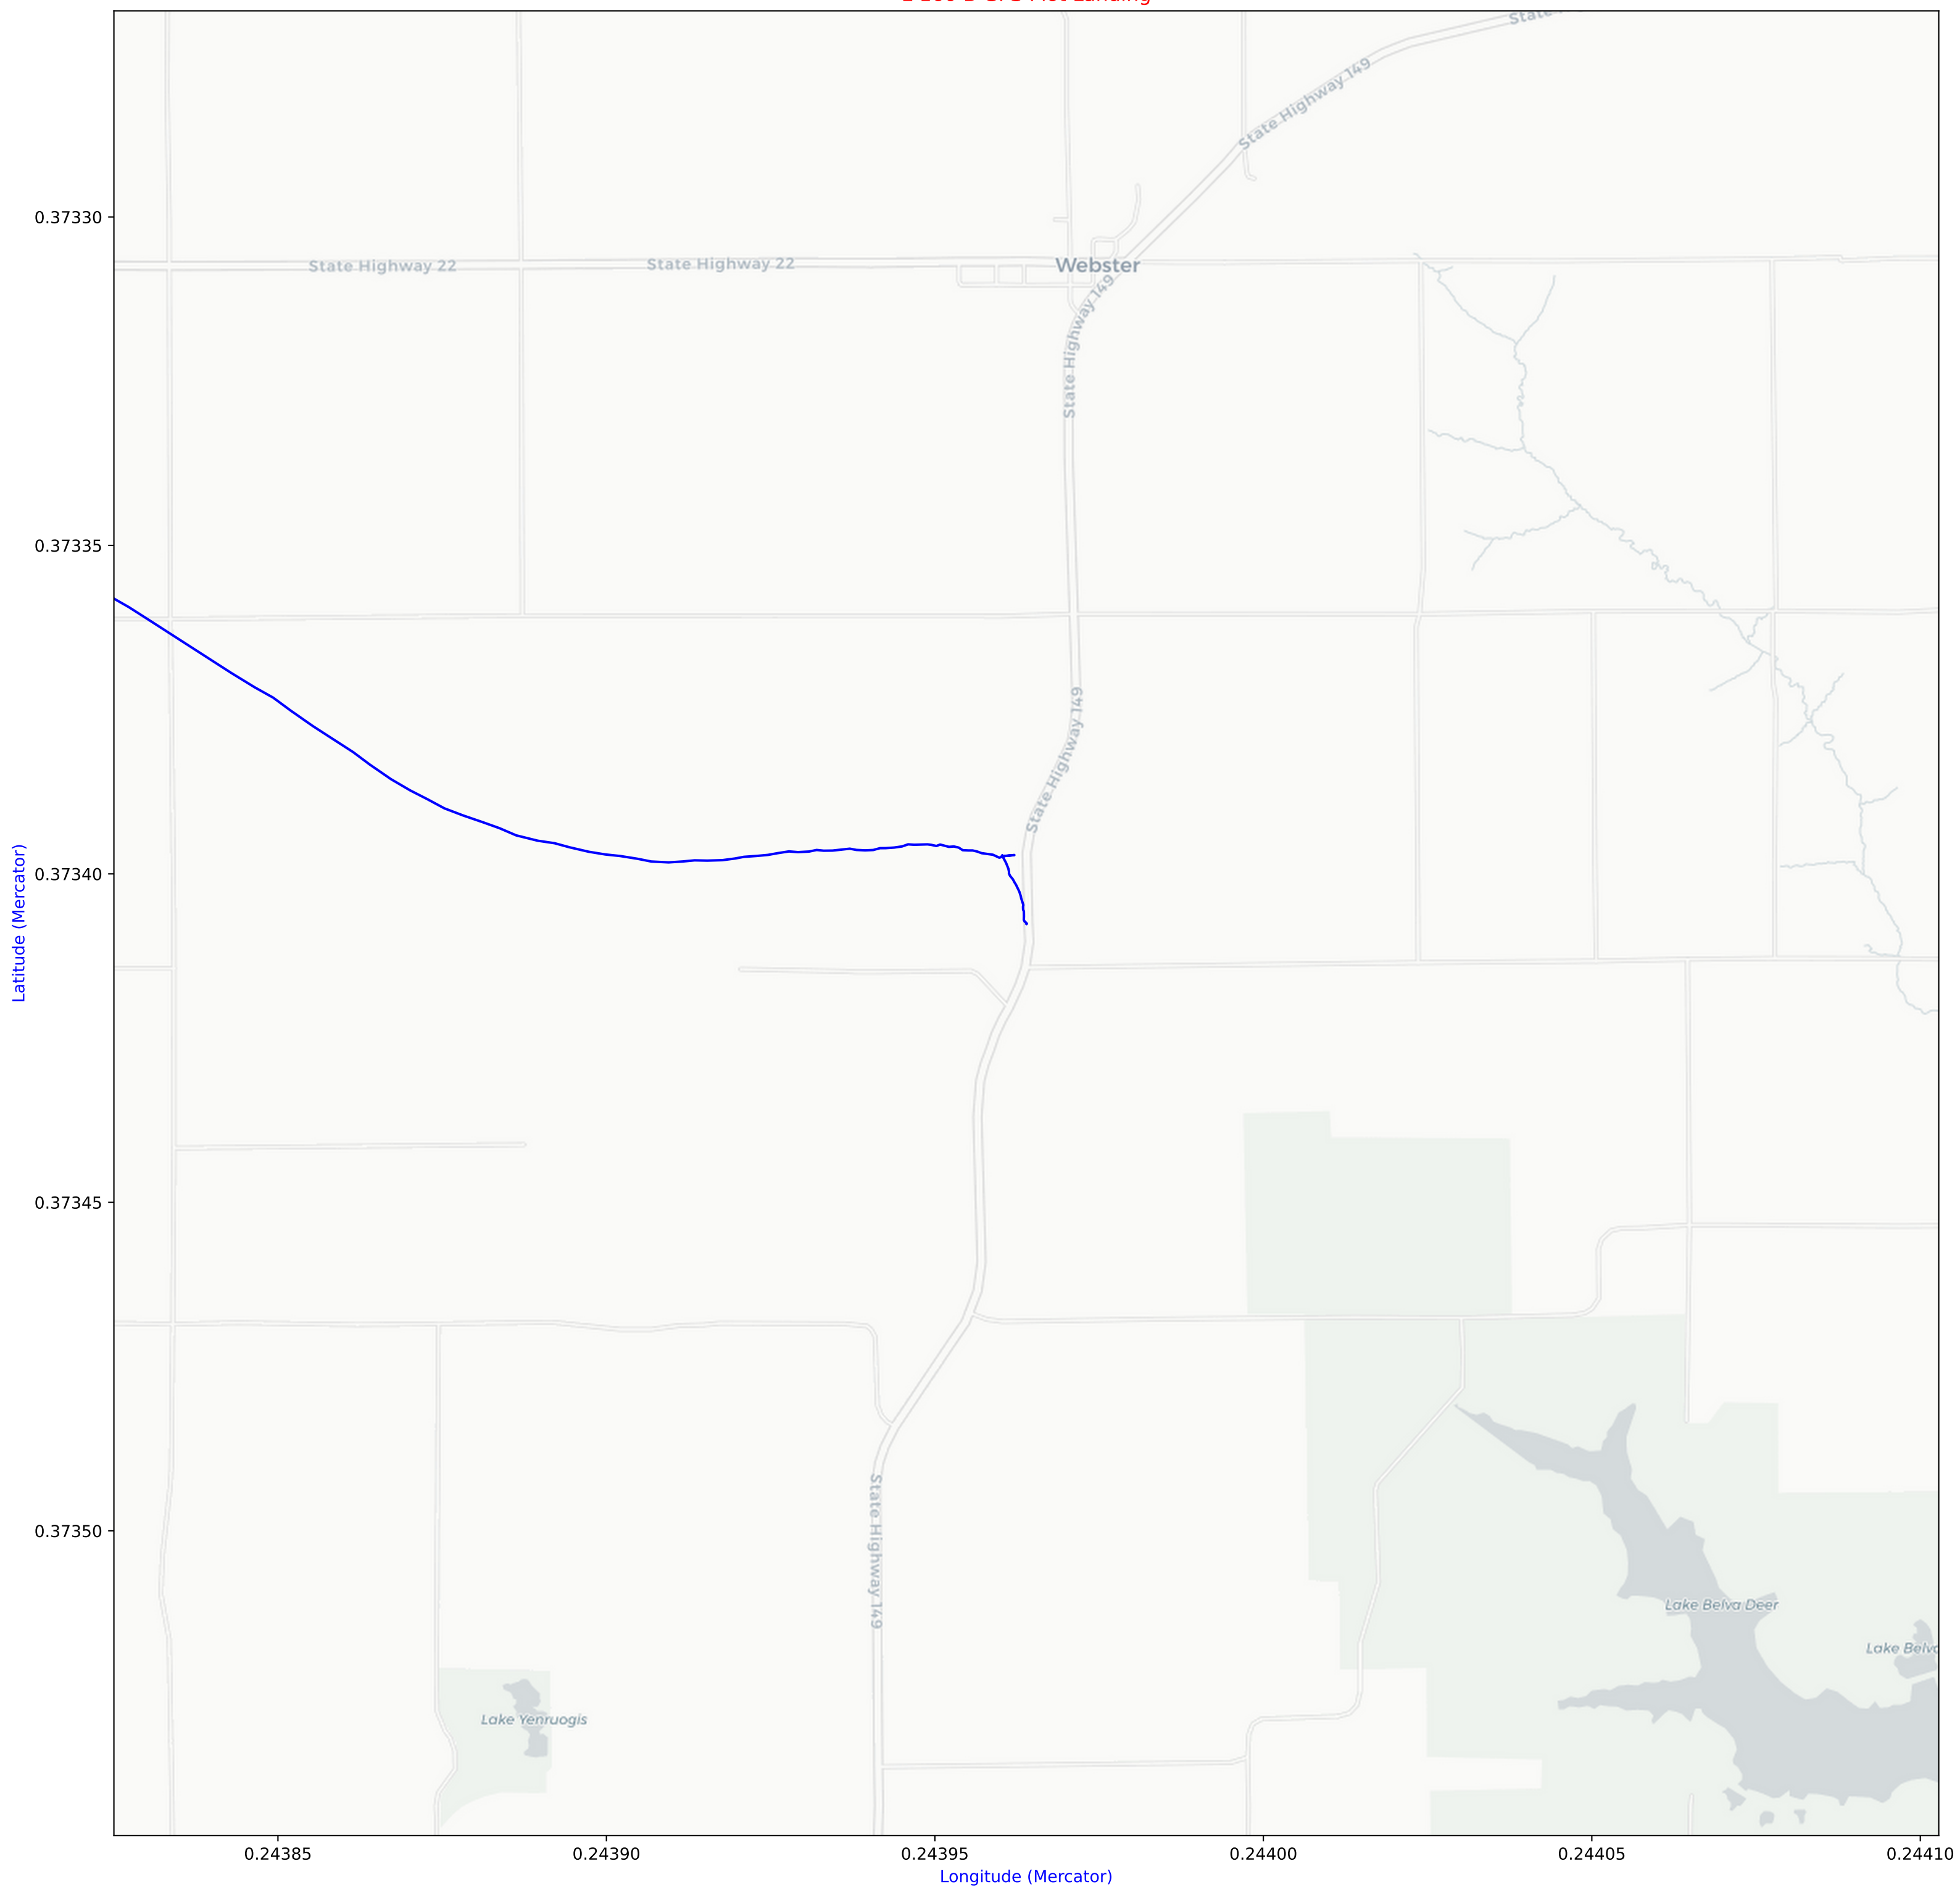 Plot Landing
State Highway 149
State Highway 22
State Highway 22
Webster
State Highway 149
State Highway 149
State Highway 149
Lake Belva Deer
Lake Yenruogis
0.37330
0.37335
0.37340
0.37345
0.37350
Latitude (Mercator)
0.24385
0.24390
0.24395
0.24400
0.24405
0.24410
Longitude (Mercator)